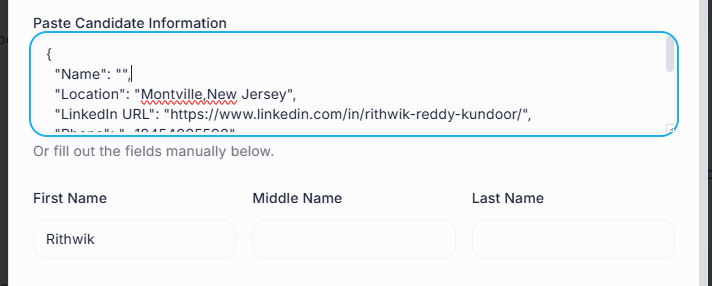 Paste Candidate Information
{
"Name": "",
"Location": "Montville,New Jersey",
"LinkedIn URL": "https://www.linkedin.com/in/rithwik-reddy-kundoor/",
Or fill out the fields manually below.
First Name Middle Name Last Name
Rithwik